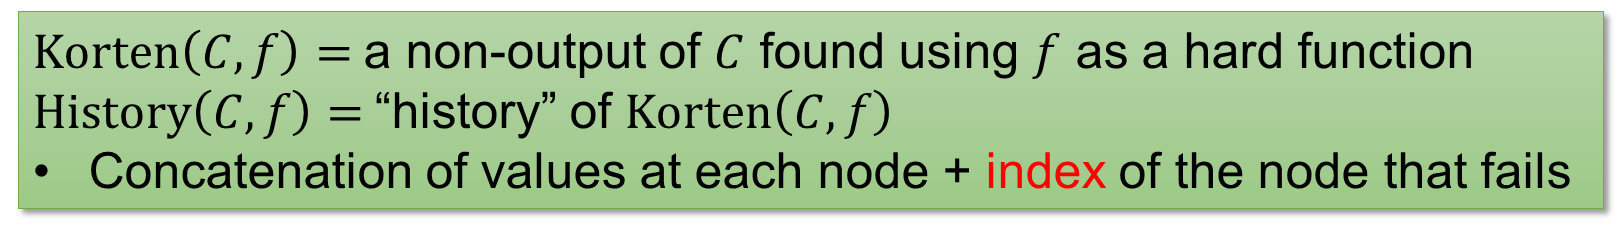 Korten(C, f) = a non-output of C found using f as a hard function
History(C, f) = “history” of Korten(C, f)
• Concatenation of values at each node + index of the node that fails